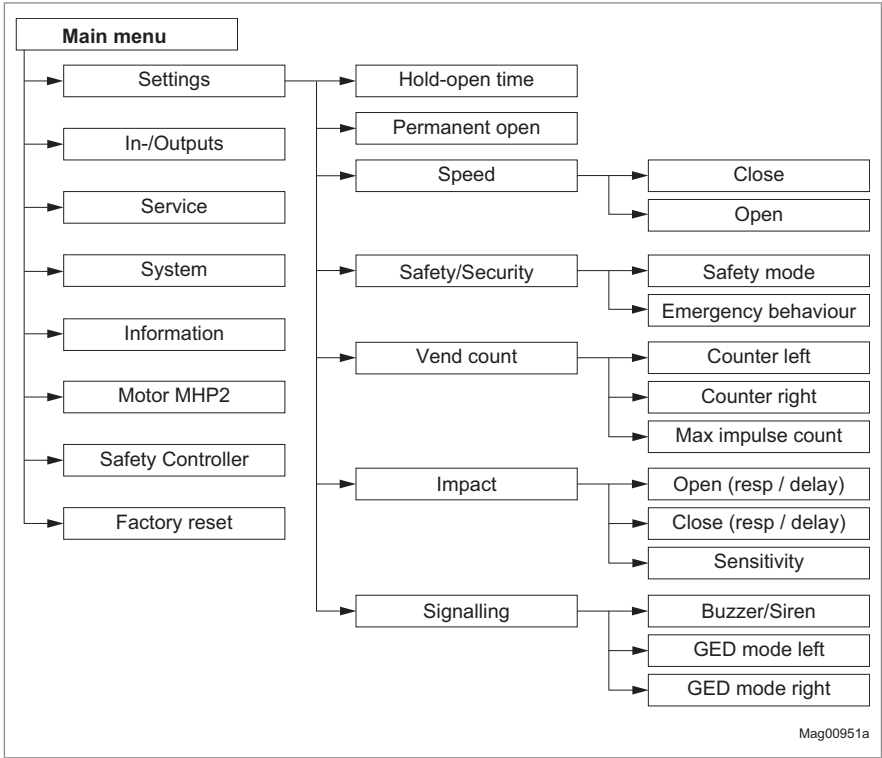 Main menu
Settings
Hold-open time
Permanent open
In-/Outputs
Speed
Close
Open
Service
System
Safety/Security
Safety mode
Emergency behaviour
Information
Vend count
Counter left
Counter right
Max impulse count
Motor MHP2
Safety Controller
Impact
Open (resp / delay)
Close (resp / delay)
Sensitivity
Factory reset
Signalling
Buzzer/Siren
GED mode left
GED mode right
Mag00951a